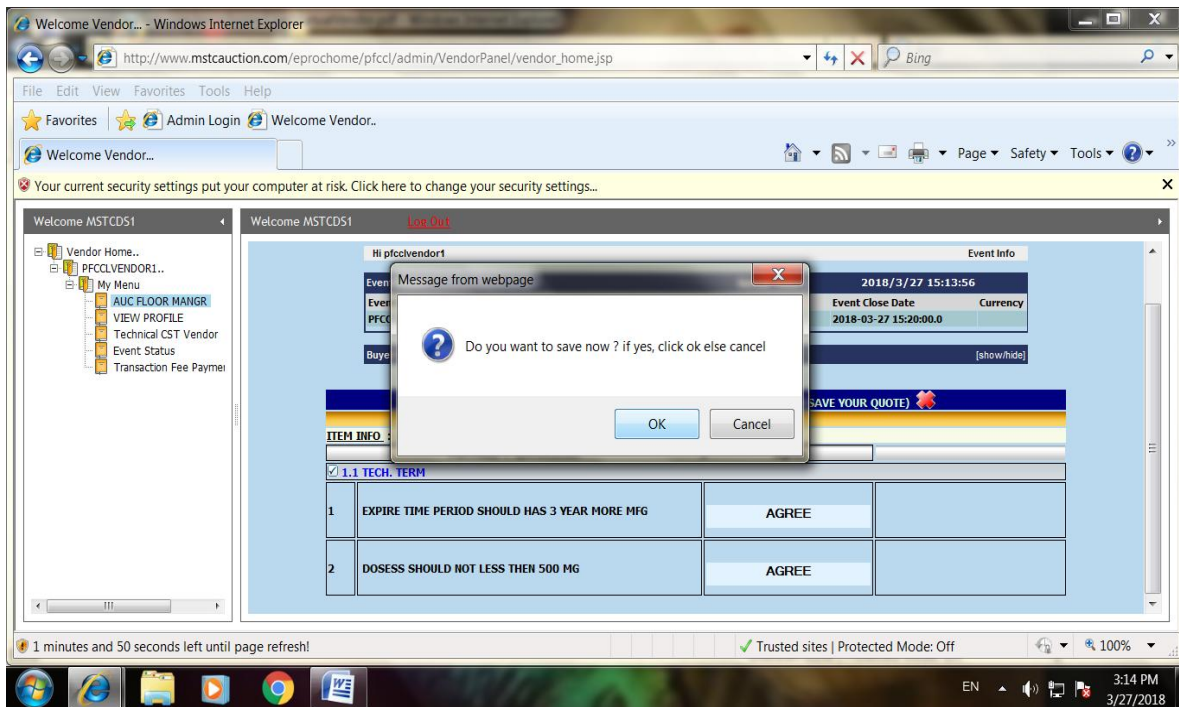 Welcome Vendor... - Windows Internet Explorer
http://www.mstcauction.com/eprochome/pfccl/admin/VendorPanel/vendor_home.jsp
Bing
File Edit View Favorites Tools Help
Favorites Admin Login Welcome Vendor..
Welcome Vendor...
Page Safety Tools
Your current security settings put your computer at risk. Click here to change your security settings...
Welcome MSTCDS1
Vendor Home..
PFCCLVENDOR1..
My Menu
AUC FLOOR MANGR
VIEW PROFILE
Technical CST Vendor
Event Status
Transaction Fee Paymer
Welcome MSTCDS1 Log Out
Hi pfcclvendor1 Event Info
Even 2018/3/27 15:13:56
Even Event Close Date Currency
PFCC 2018-03-27 15:20:00.0
Buye [show/hide]
Message from webpage
Do you want to save now ? if yes, click ok else cancel
OK Cancel
SAVE YOUR QUOTE)
ITEM INFO :
1.1 TECH. TERM
1 EXPIRE TIME PERIOD SHOULD HAS 3 YEAR MORE MFG AGREE
2 DOSESS SHOULD NOT LESS THEN 500 MG AGREE
1 minutes and 50 seconds left until page refresh!
Trusted sites | Protected Mode: Off
100%
EN
3:14 PM
3/27/2018